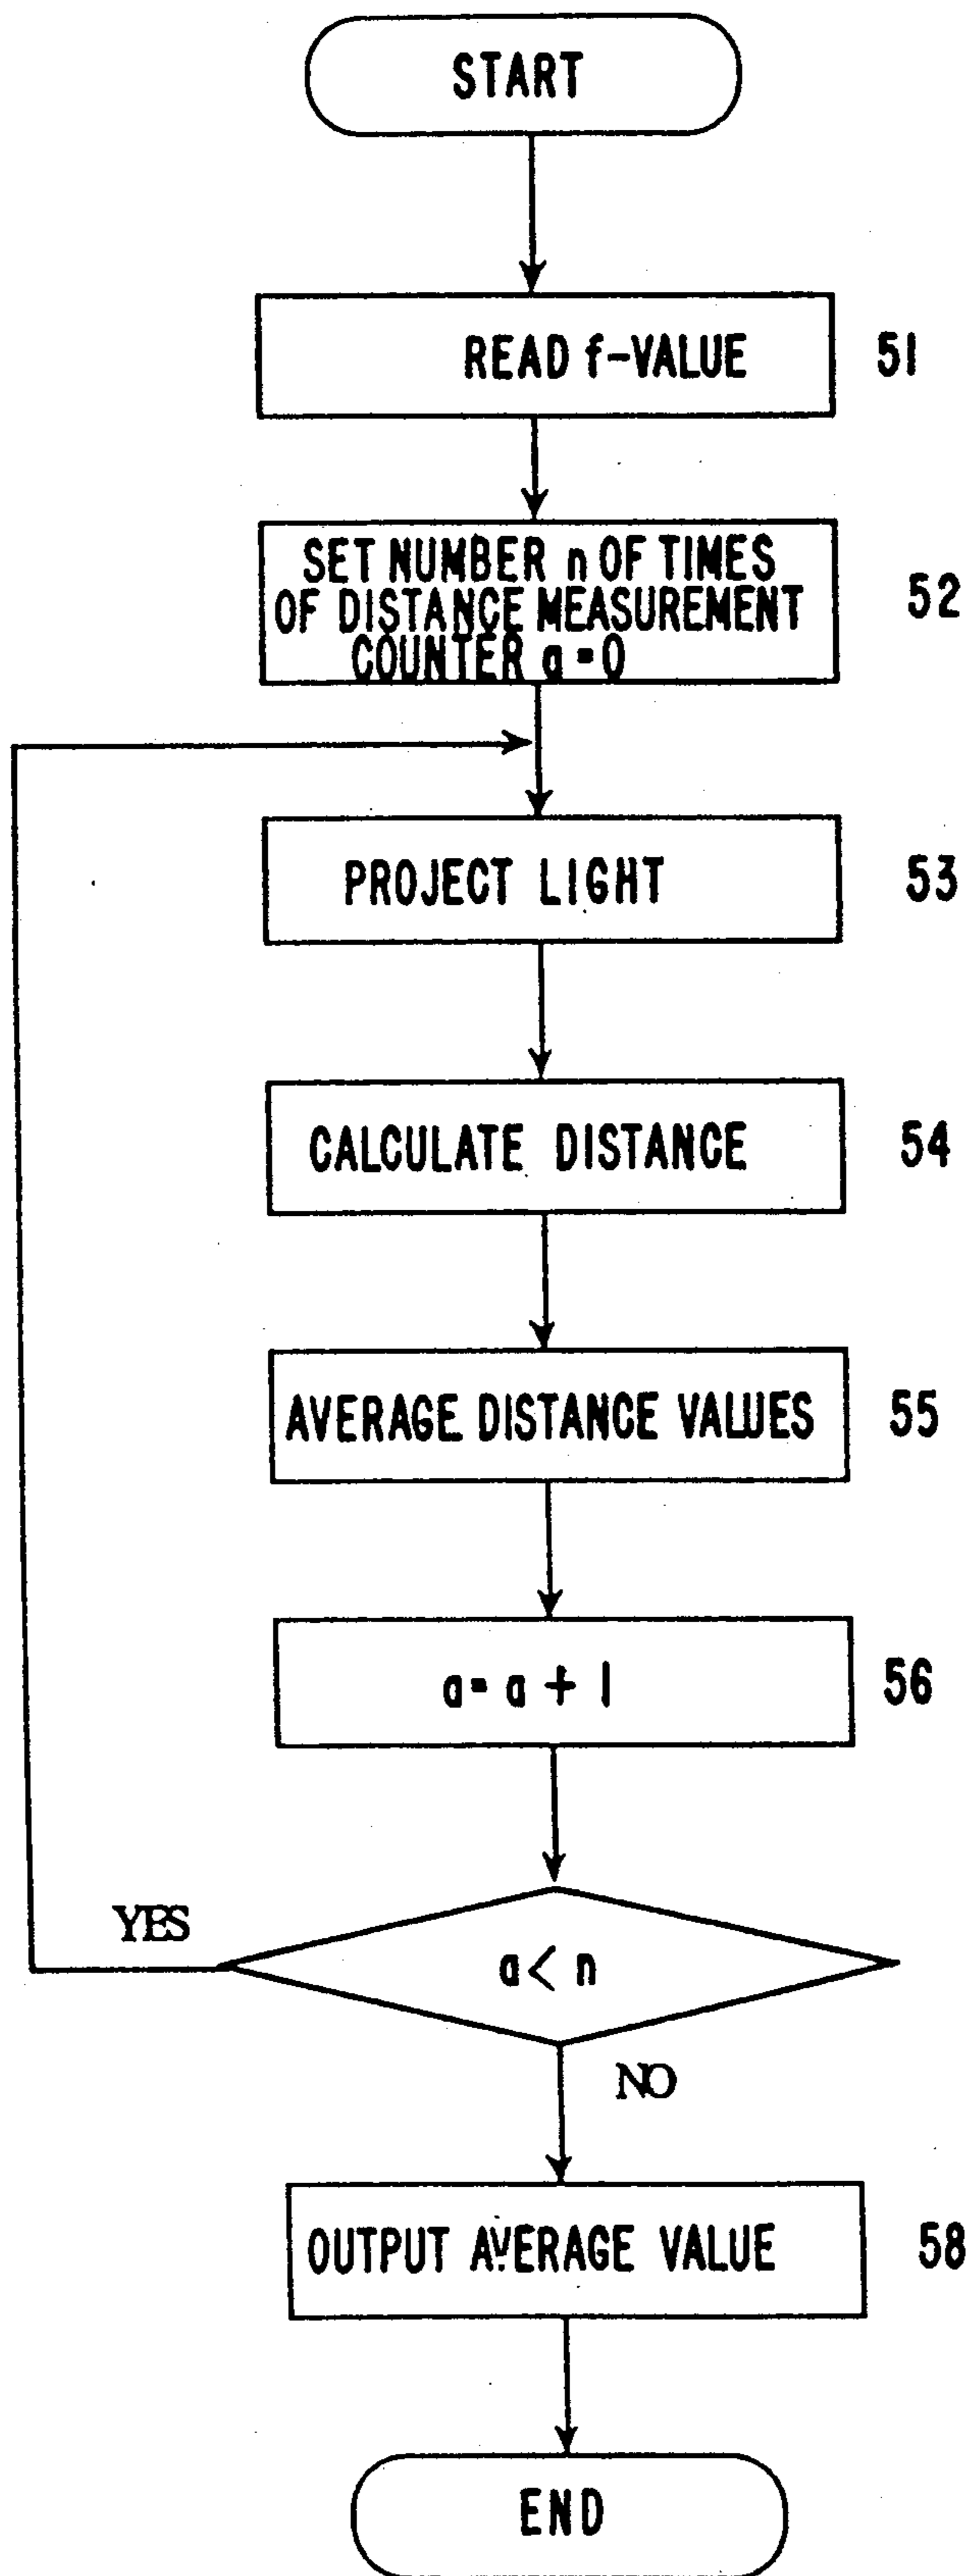 START
READ f-VALUE 51
SET NUMBER n OF TIMES
OF DISTANCE MEASUREMENT
COUNTER a = 0
52
PROJECT LIGHT 53
CALCULATE DISTANCE 54
AVERAGE DISTANCE VALUES 55
a = a + 1 56
YES
a < n
NO
OUTPUT AVERAGE VALUE 58
END